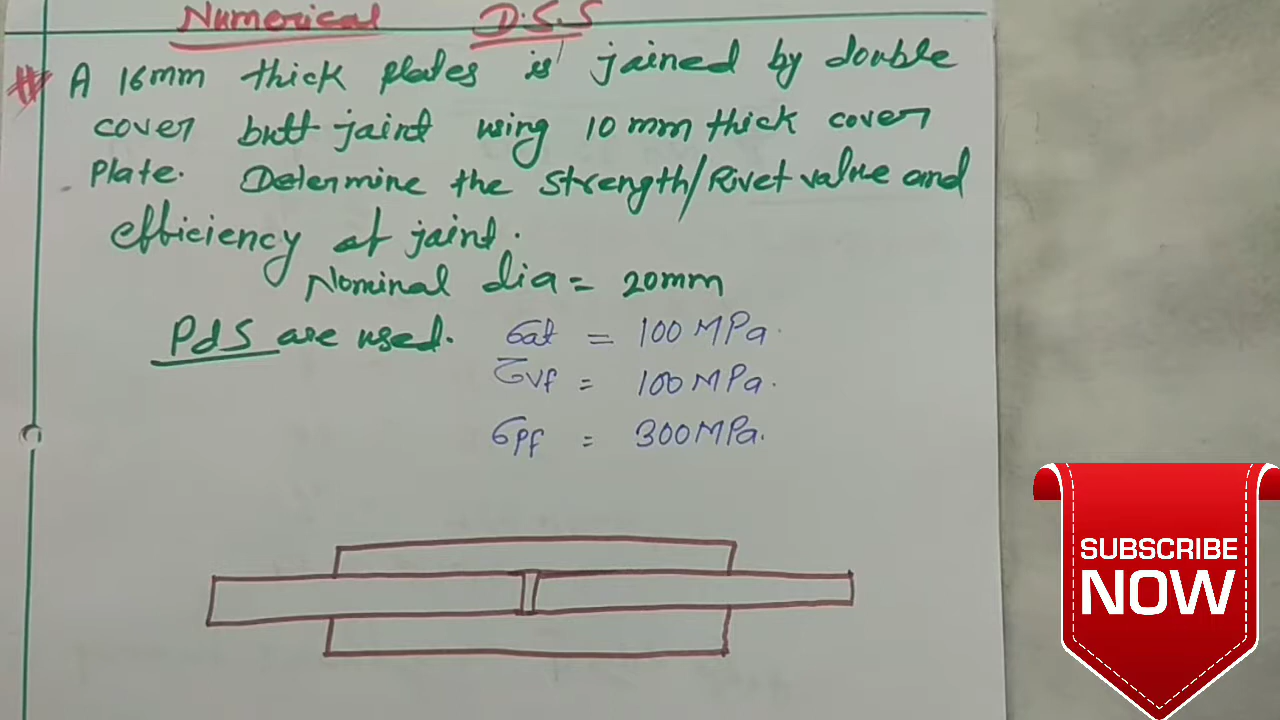 Numerical D.S.S
# A 16mm thick plates is jained by double
cover butt jaint using 10 mm thick cover
Plate. Determine the strength/Rivet value and
efficiency of jaint.
Nominal dia = 20mm
PdS are used. σat = 100 MPa.
τvf = 100 MPa.
σpf = 300 MPa.
SUBSCRIBE
NOW